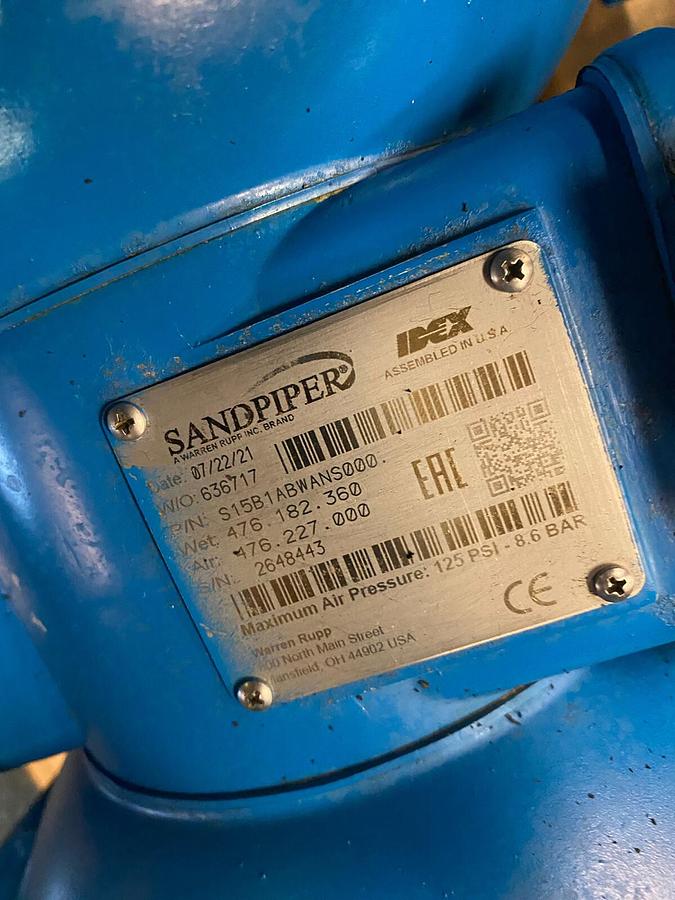 SANDPIPER®
A WARREN RUPP INC. BRAND
IDEX
ASSEMBLED IN U.S.A
Date: 07/22/21
W/O: 636717
P/N: S15B1ABWANS000.
Wet: 476.182.360
Air: 476.227.000
S/N: 2648443
EAC
Maximum Air Pressure: 125 PSI - 8.6 BAR
CE
Warren Rupp
North Main Street
Mansfield, OH 44902 USA